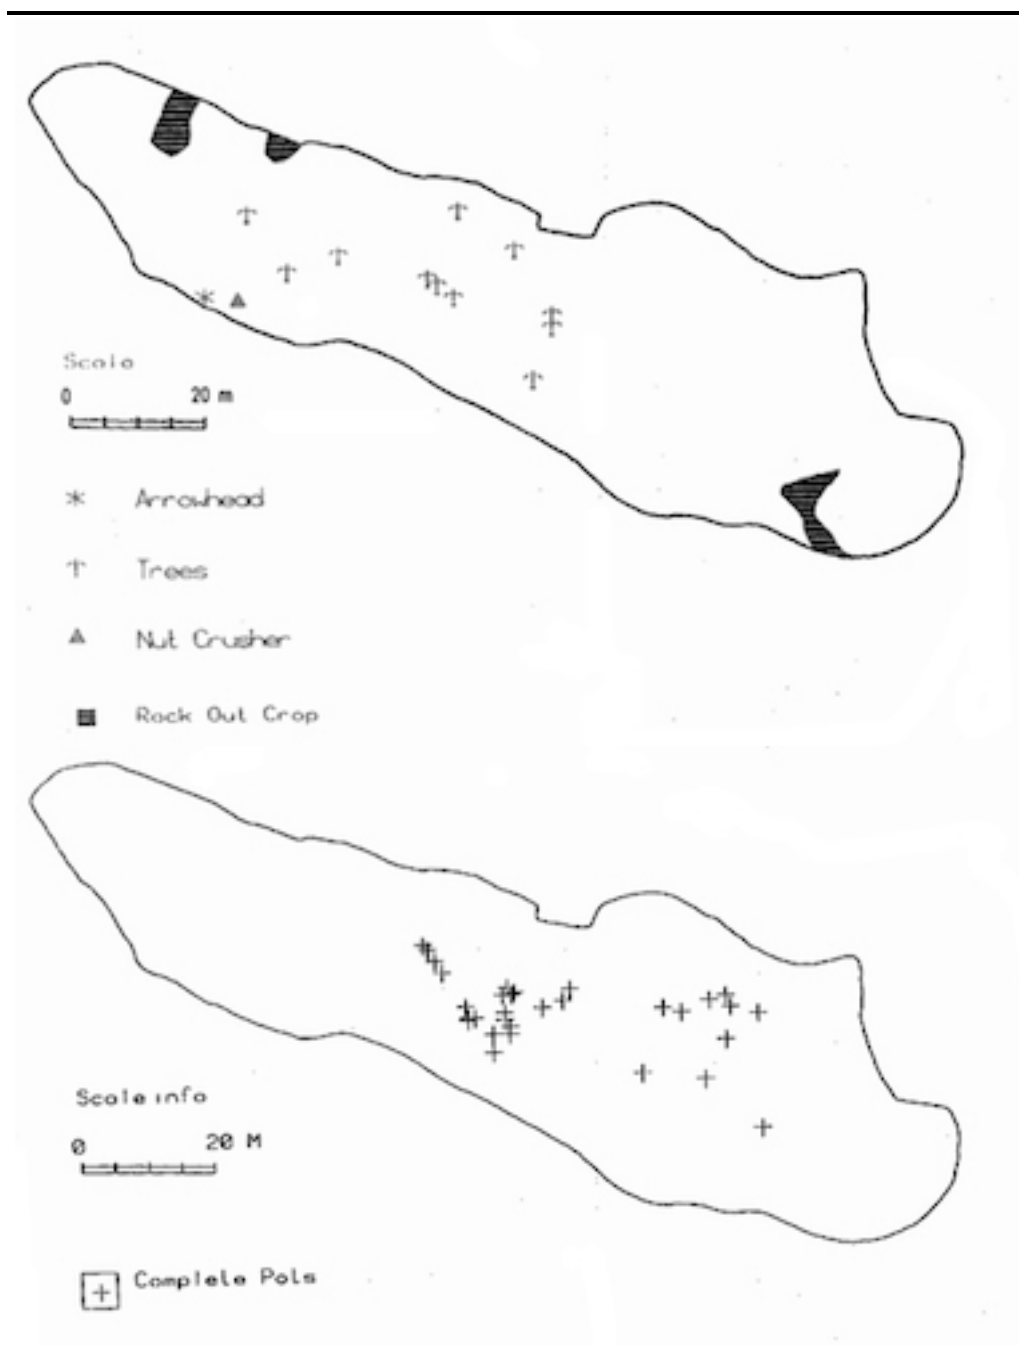 Scale
0 20 m
Arrowhead
Trees
Nut Crusher
Rock Out Crop
Scale info
0 20 M
Complete Pots